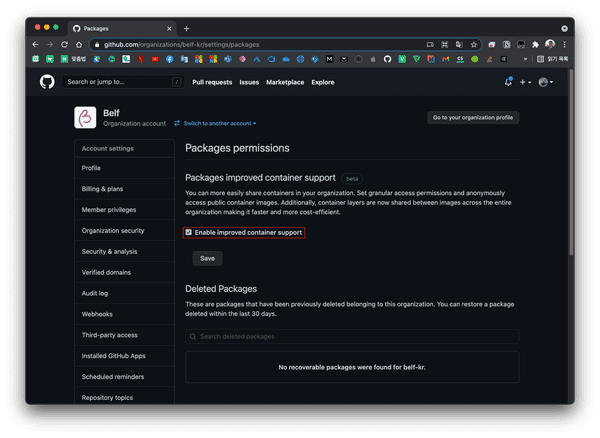 Packages
github.com/organizations/belf-kr/settings/packages
맞춤법
읽기 목록
Search or jump to...
/
Pull requests
Issues
Marketplace
Explore
Belf
Organization account
Switch to another account
Go to your organization profile
Account settings
Profile
Billing & plans
Member privileges
Organization security
Security & analysis
Verified domains
Audit log
Webhooks
Third-party access
Installed GitHub Apps
Scheduled reminders
Repository topics
Packages permissions
Packages improved container support
beta
You can more easily share containers in your organization. Set granular access permissions and anonymously
access public container images. Additionally, container layers are now shared between images across the entire
organization making it faster and more cost-efficient.
Enable improved container support
Save
Deleted Packages
These are packages that have been previously deleted belonging to this organization. You can restore a package
deleted within the last 30 days.
Search deleted packages
No recoverable packages were found for belf-kr.